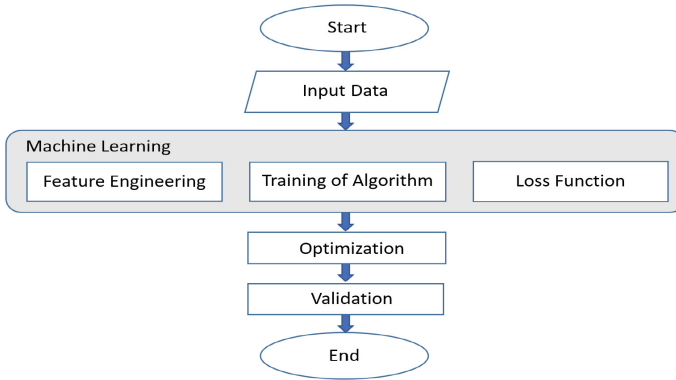 Start
Input Data
Machine Learning
Feature Engineering
Training of Algorithm
Loss Function
Optimization
Validation
End